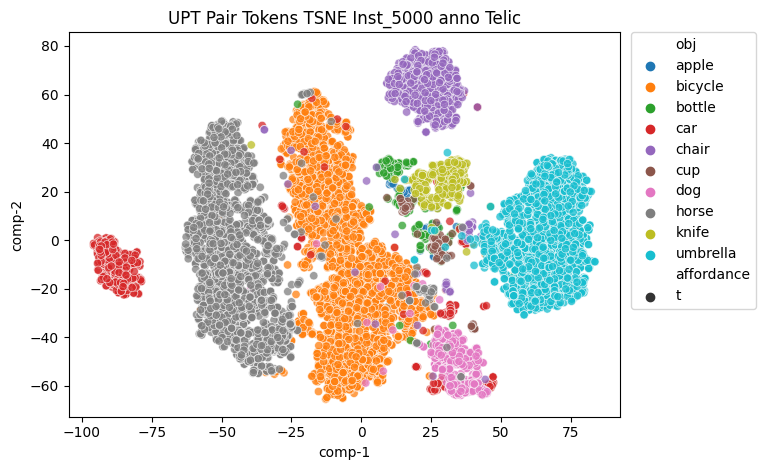 UPT Pair Tokens TSNE Inst_5000 anno Telic
80
60
40
20
0
−20
−40
−60
comp-2
−100
−75
−50
−25
0
25
50
75
comp-1
obj
apple
bicycle
bottle
car
chair
cup
dog
horse
knife
umbrella
affordance
t